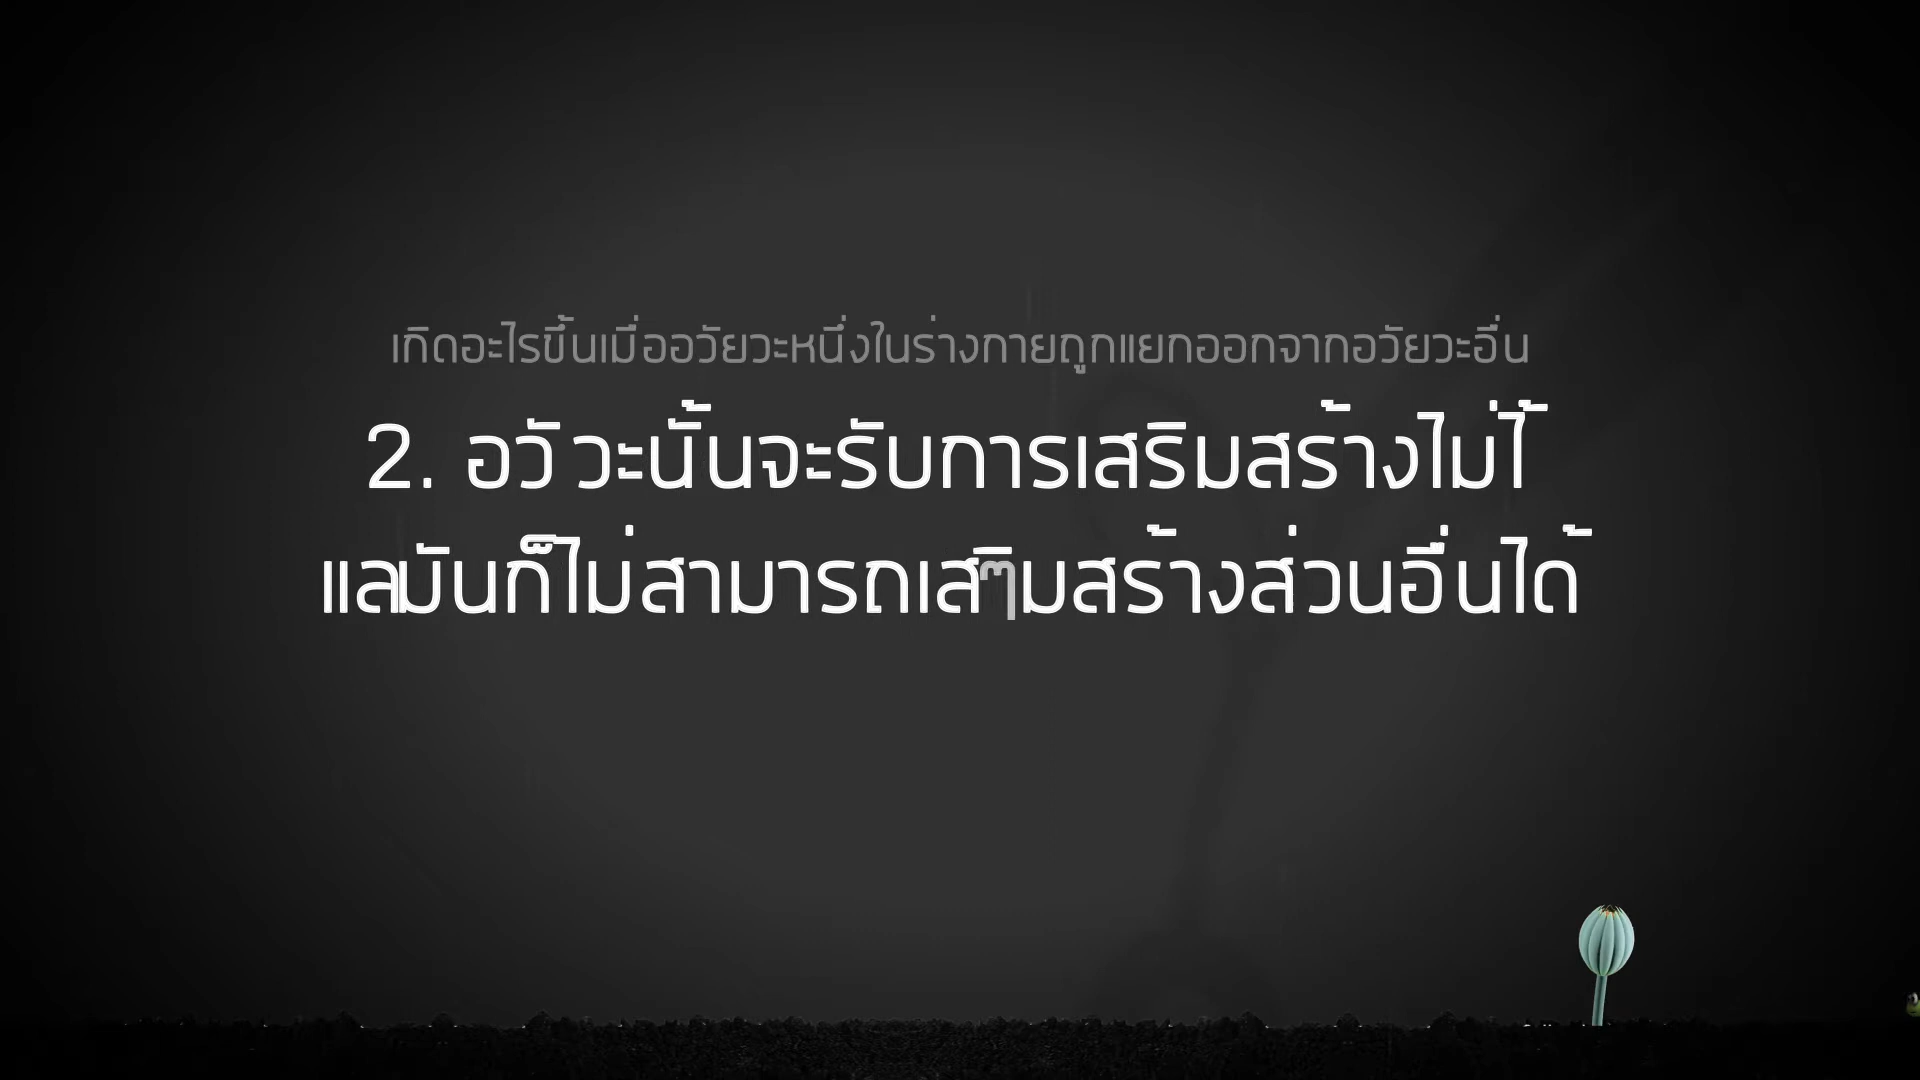 เกิดอะไรขึ้นเมื่ออวัยวะหนึ่งในร่างกายถูกแยกออกจากอวัยวะอื่น
2. อวั วะนั้นจะรับการเสริมสร้างไม่ไ้
แลมันก็ไม่สามารถเสๅิมสร้างส่วนอื่นได้